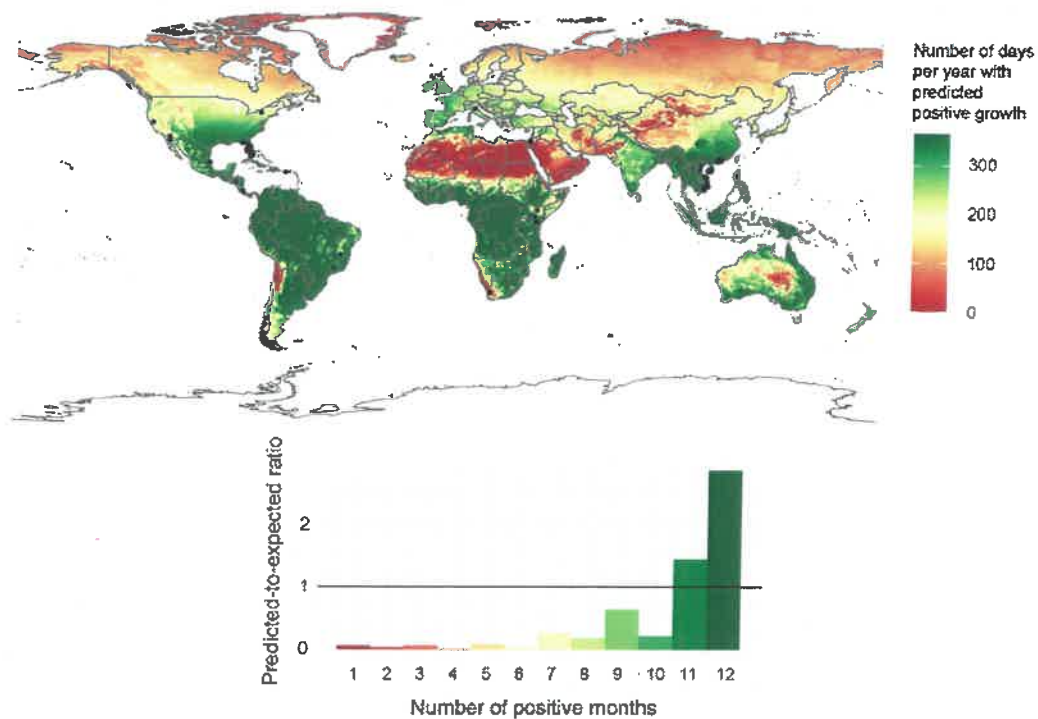 Number of days
per year with
predicted
positive growth
300
200
100
0
Predicted-to-expected ratio
2
1
0
1 2 3 4 5 6 7 8 9 10 11 12
Number of positive months